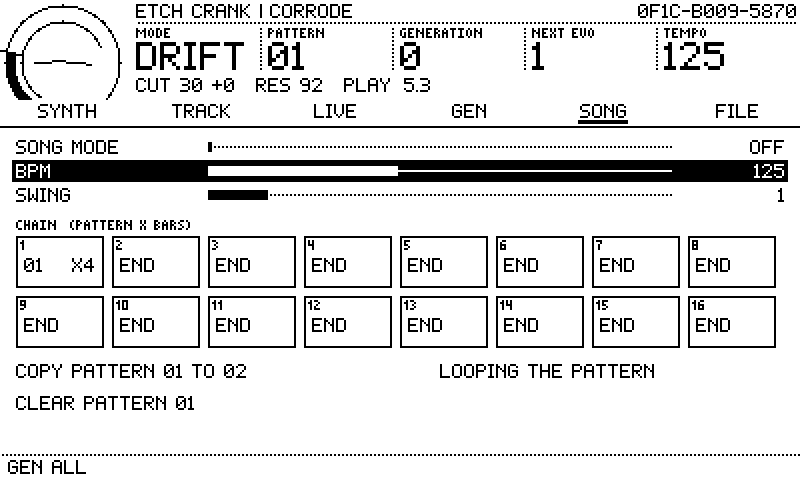 ETCH CRANK | CORRODE 0F1C-B009-5870
MODE PATTERN GENERATION NEXT EVO TEMPO
DRIFT 01 0 1 125
CUT 30 +0 RES 92 PLAY 5.3
SYNTH TRACK LIVE GEN SONG FILE
SONG MODE OFF
BPM 125
SWING 1
CHAIN (PATTERN X BARS)
1 2 3 4 5 6 7 8
01 X4 END END END END END END END
9 10 11 12 13 14 15 16
END END END END END END END END
COPY PATTERN 01 TO 02 LOOPING THE PATTERN
CLEAR PATTERN 01
GEN ALL